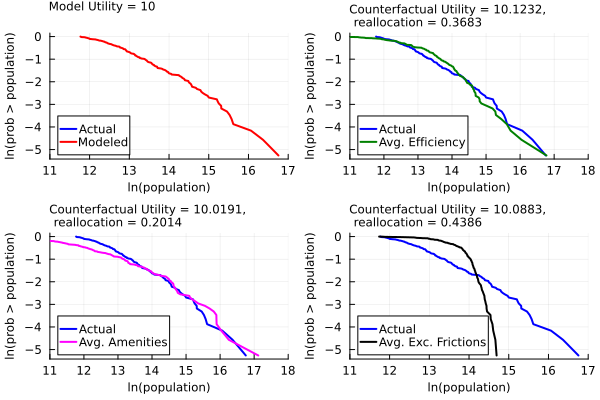 Model Utility = 10
ln(prob > population)
0
−1
−2
−3
−4
−5
Actual
Modeled
11 12 13 14 15 16 17
ln(population)
Counterfactual Utility = 10.1232,
reallocation = 0.3683
ln(prob > population)
0
−1
−2
−3
−4
−5
Actual
Avg. Efficiency
11 12 13 14 15 16 17 18
ln(population)
Counterfactual Utility = 10.0191,
reallocation = 0.2014
ln(prob > population)
0
−1
−2
−3
−4
−5
Actual
Avg. Amenities
11 12 13 14 15 16 17 18
ln(population)
Counterfactual Utility = 10.0883,
reallocation = 0.4386
ln(prob > population)
0
−1
−2
−3
−4
−5
Actual
Avg. Exc. Frictions
11 12 13 14 15 16 17
ln(population)